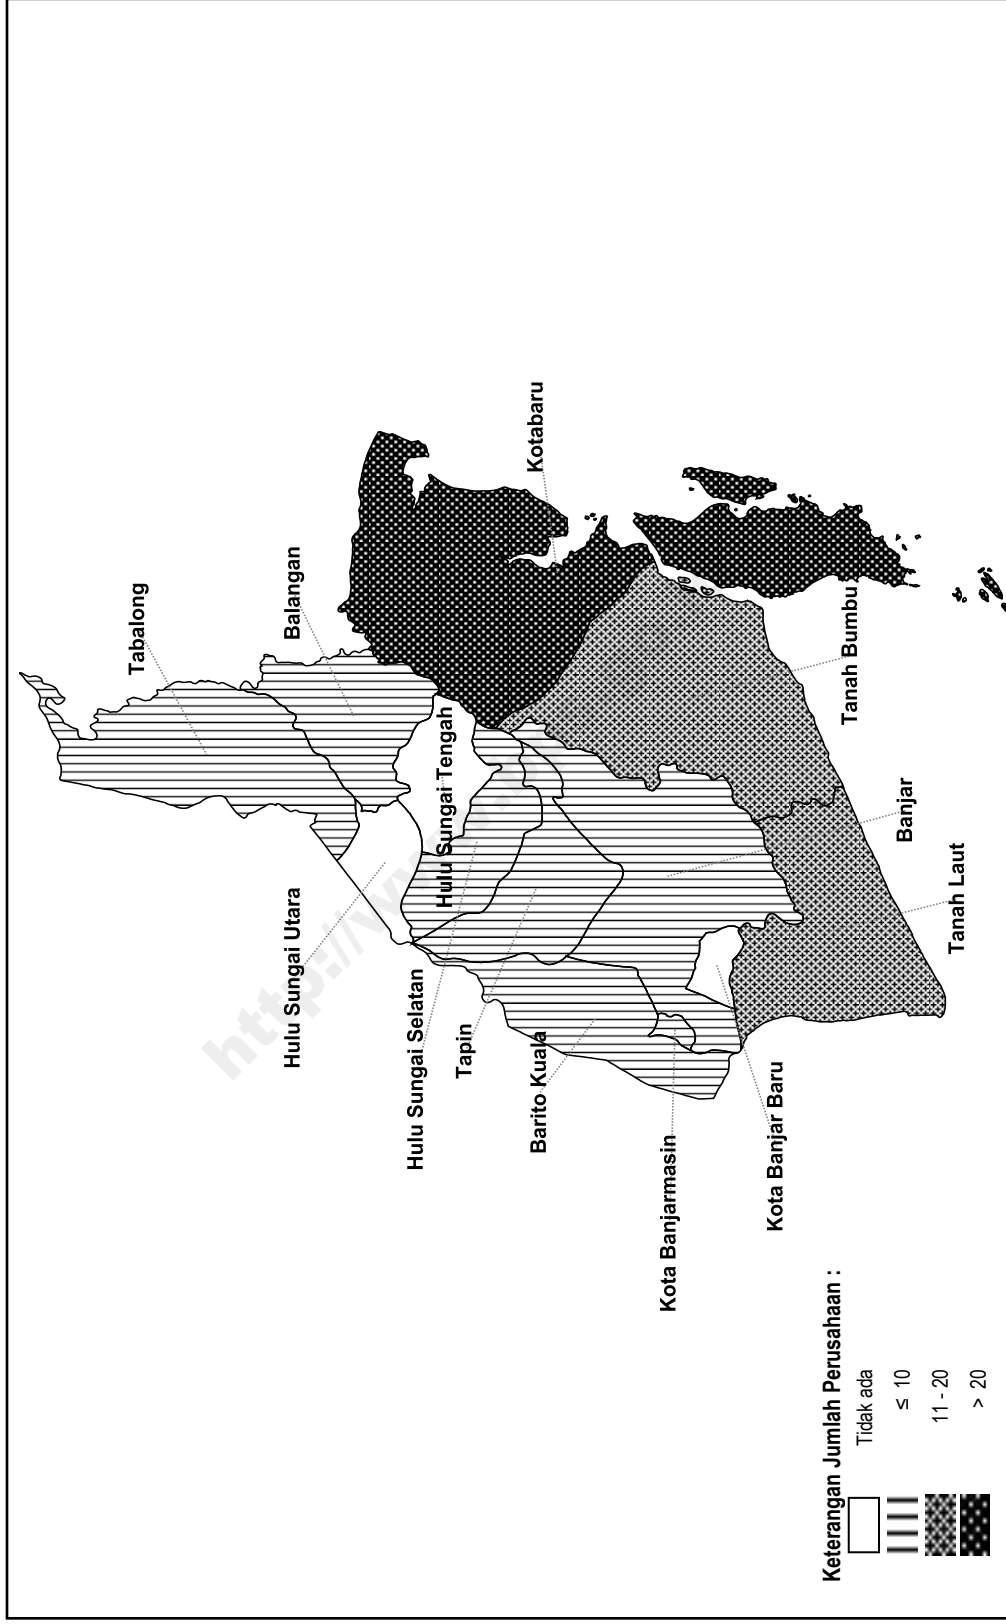 Tabalong
Balangan
Kotabaru
Hulu Sungai Utara
Hulu Sungai Tengah
Hulu Sungai Selatan
Tapin
Barito Kuala
Kota Banjarmasin
Kota Banjar Baru
Tanah Bumbu
Banjar
Tanah Laut
Keterangan Jumlah Perusahaan :
Tidak ada
≤ 10
11 - 20
> 20